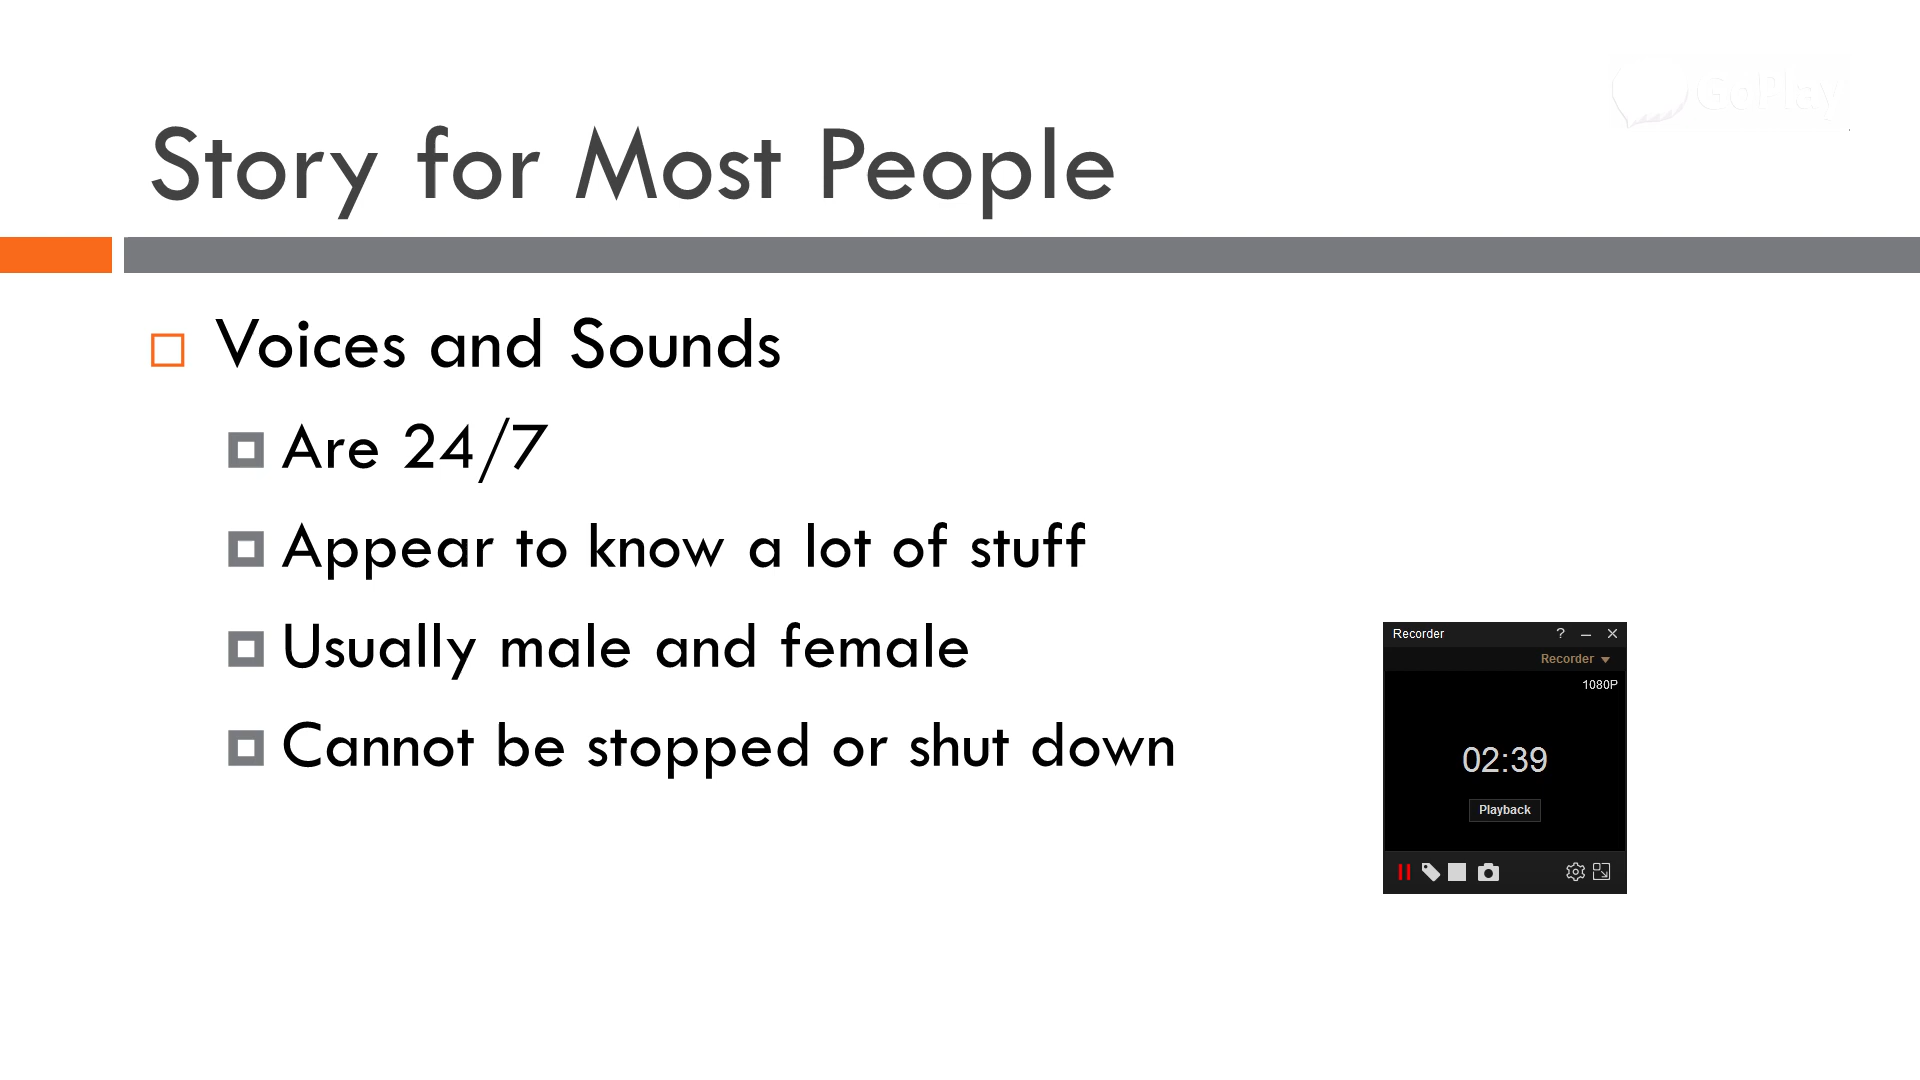 GoPlay
Story for Most People
Voices and Sounds
Are 24/7
Appear to know a lot of stuff
Usually male and female
Cannot be stopped or shut down
Recorder
Recorder
1080P
02:39
Playback